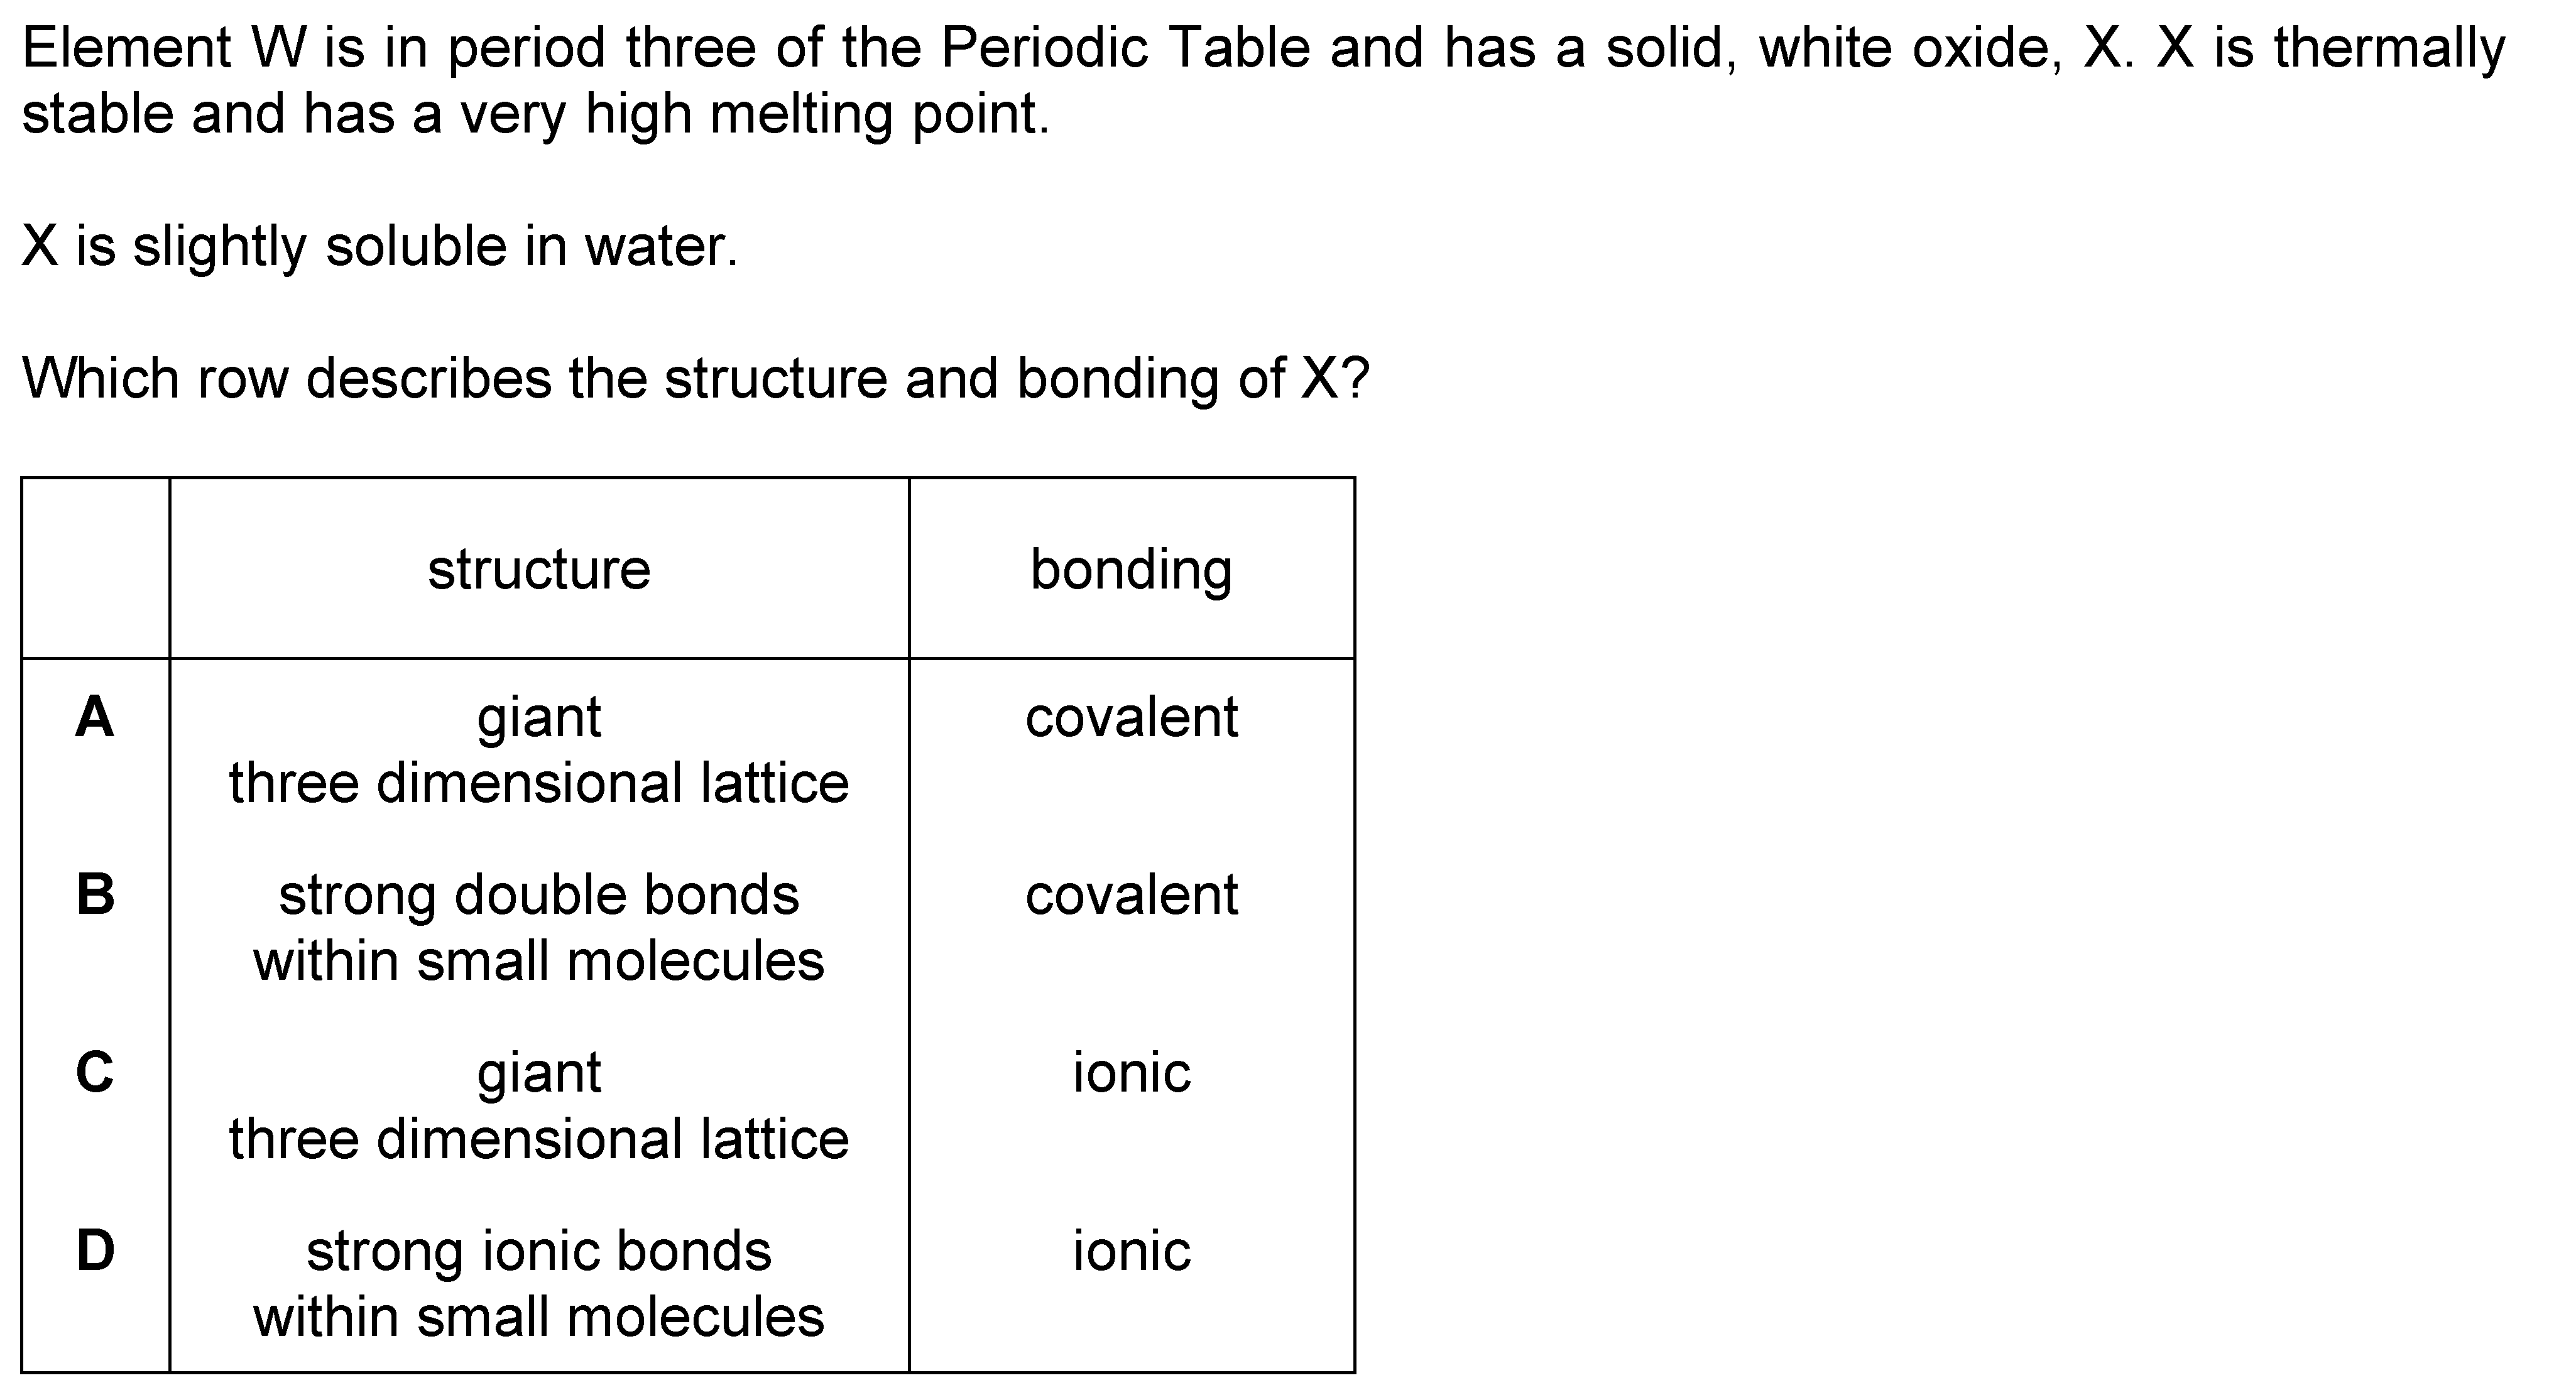 Element W is in period three of the Periodic Table and has a solid, white oxide, X. X is thermally
stable and has a very high melting point.
X is slightly soluble in water.
Which row describes the structure and bonding of X?
structure bonding
A giant covalent
three dimensional lattice
B strong double bonds covalent
within small molecules
C giant ionic
three dimensional lattice
D strong ionic bonds ionic
within small molecules